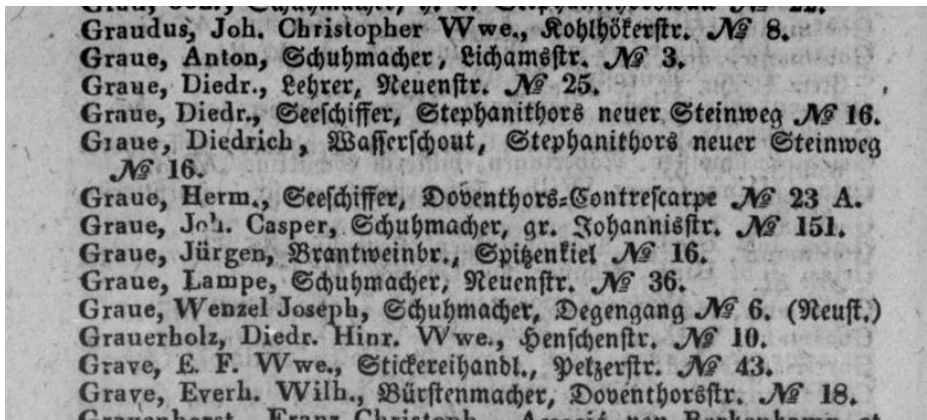 Graudus, Joh. Christopher Wwe., Kohlhökerstr. № 8.
Graue, Anton, Schuhmacher, Lichamsstr. № 3.
Graue, Diedr., Lehrer, Neuenstr. № 25.
Graue, Diedr., Seeschiffer, Stephanithors neuer Steinweg № 16.
Graue, Diedrich, Wasserschout, Stephanithors neuer Steinweg
№ 16.
Graue, Herm., Seeschiffer, Doventhors-Contrescarpe № 23 A.
Graue, Joh. Casper, Schuhmacher, gr. Johannisstr. № 151.
Graue, Jürgen, Brantweinbr., Spitzenkiel № 16.
Graue, Lampe, Schuhmacher, Neuenstr. № 36.
Graue, Wenzel Joseph, Schuhmacher, Degengang № 6. (Neust.)
Grauerholz, Diedr. Hinr. Wwe., Henschenstr. № 10.
Grave, E. F. Wwe., Stickereihandl., Pelzerstr. № 43.
Grave, Everh. Wilh., Bürstenmacher, Doventhorsstr. № 18.